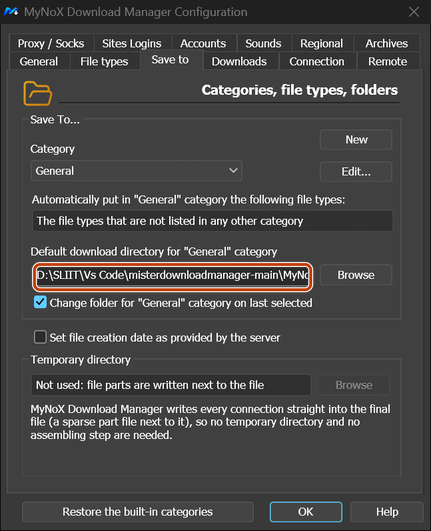 MyNoX Download Manager Configuration
Proxy / Socks Sites Logins Accounts Sounds Regional Archives
General File types Save to Downloads Connection Remote
Categories, file types, folders
Save To...
New
Category
General
Edit...
Automatically put in "General" category the following file types:
The file types that are not listed in any other category
Default download directory for "General" category
D:\SLIIT\Vs Code\misterdownloadmanager-main\MyNo
Browse
Change folder for "General" category on last selected
Set file creation date as provided by the server
Temporary directory
Not used: file parts are written next to the file
Browse
MyNoX Download Manager writes every connection straight into the final
file (a sparse part file next to it), so no temporary directory and no
assembling step are needed.
Restore the built-in categories OK Help